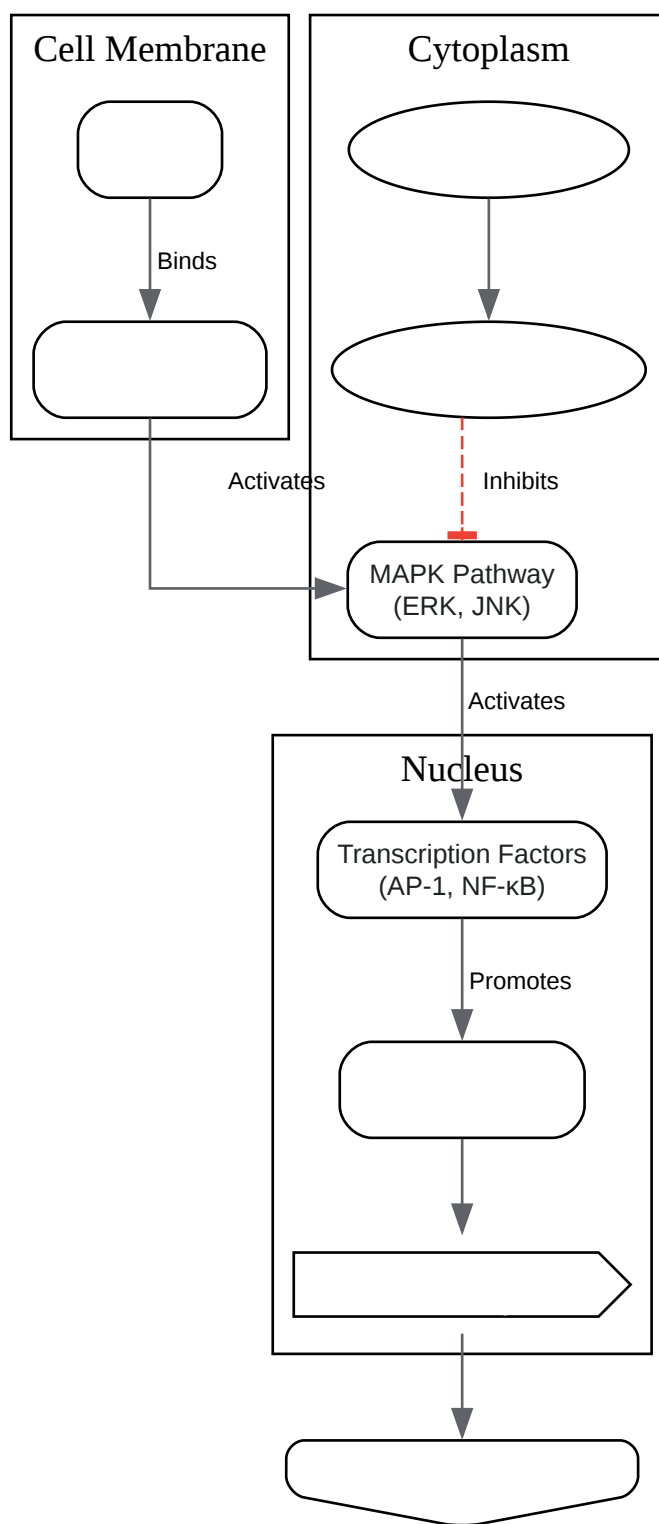 Cell Membrane
Cytoplasm
Binds
Activates
Inhibits
MAPK Pathway
(ERK, JNK)
Activates
Nucleus
Transcription Factors
(AP-1, NF-κB)
Promotes